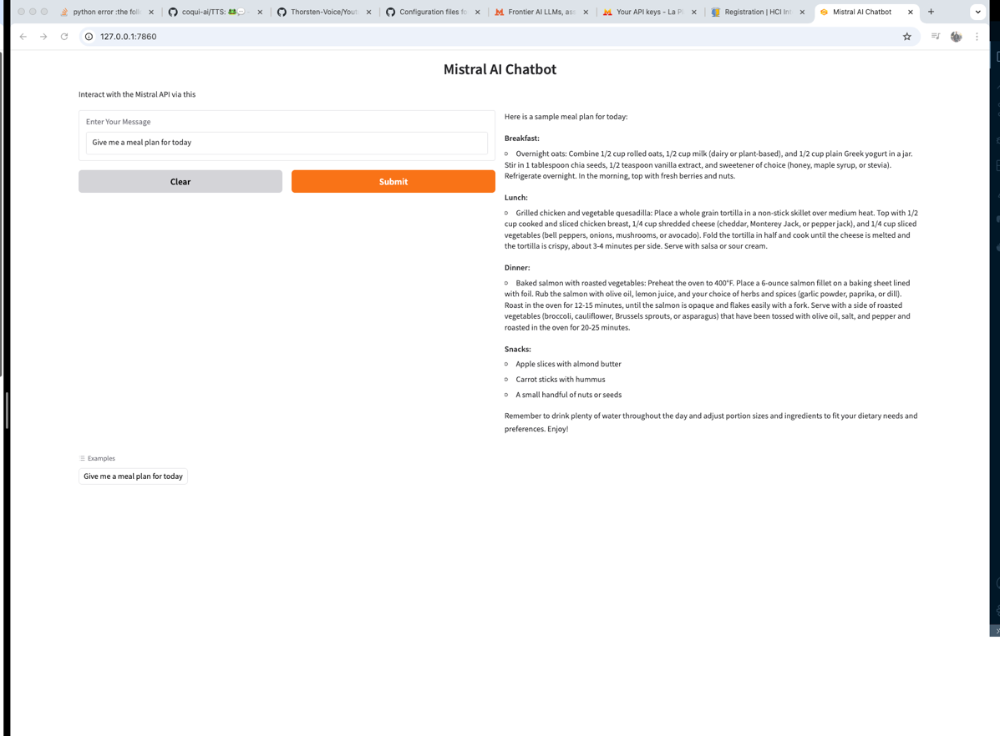 python error :the foll
coqui-ai/TTS: 🐸💬 -
Thorsten-Voice/Youtu
Configuration files fo
Frontier AI LLMs, ass
Your API keys - La Pl
Registration | HCI Int
Mistral AI Chatbot
127.0.0.1:7860
Mistral AI Chatbot
Interact with the Mistral API via this
Enter Your Message
Give me a meal plan for today
Clear
Submit
Here is a sample meal plan for today:
Breakfast:
Overnight oats: Combine 1/2 cup rolled oats, 1/2 cup milk (dairy or plant-based), and 1/2 cup plain Greek yogurt in a jar.
Stir in 1 tablespoon chia seeds, 1/2 teaspoon vanilla extract, and sweetener of choice (honey, maple syrup, or stevia).
Refrigerate overnight. In the morning, top with fresh berries and nuts.
Lunch:
Grilled chicken and vegetable quesadilla: Place a whole grain tortilla in a non-stick skillet over medium heat. Top with 1/2
cup cooked and sliced chicken breast, 1/4 cup shredded cheese (cheddar, Monterey Jack, or pepper jack), and 1/4 cup sliced
vegetables (bell peppers, onions, mushrooms, or avocado). Fold the tortilla in half and cook until the cheese is melted and
the tortilla is crispy, about 3-4 minutes per side. Serve with salsa or sour cream.
Dinner:
Baked salmon with roasted vegetables: Preheat the oven to 400°F. Place a 6-ounce salmon fillet on a baking sheet lined
with foil. Rub the salmon with olive oil, lemon juice, and your choice of herbs and spices (garlic powder, paprika, or dill).
Roast in the oven for 12-15 minutes, until the salmon is opaque and flakes easily with a fork. Serve with a side of roasted
vegetables (broccoli, cauliflower, Brussels sprouts, or asparagus) that have been tossed with olive oil, salt, and pepper and
roasted in the oven for 20-25 minutes.
Snacks:
Apple slices with almond butter
Carrot sticks with hummus
A small handful of nuts or seeds
Remember to drink plenty of water throughout the day and adjust portion sizes and ingredients to fit your dietary needs and
preferences. Enjoy!
Examples
Give me a meal plan for today